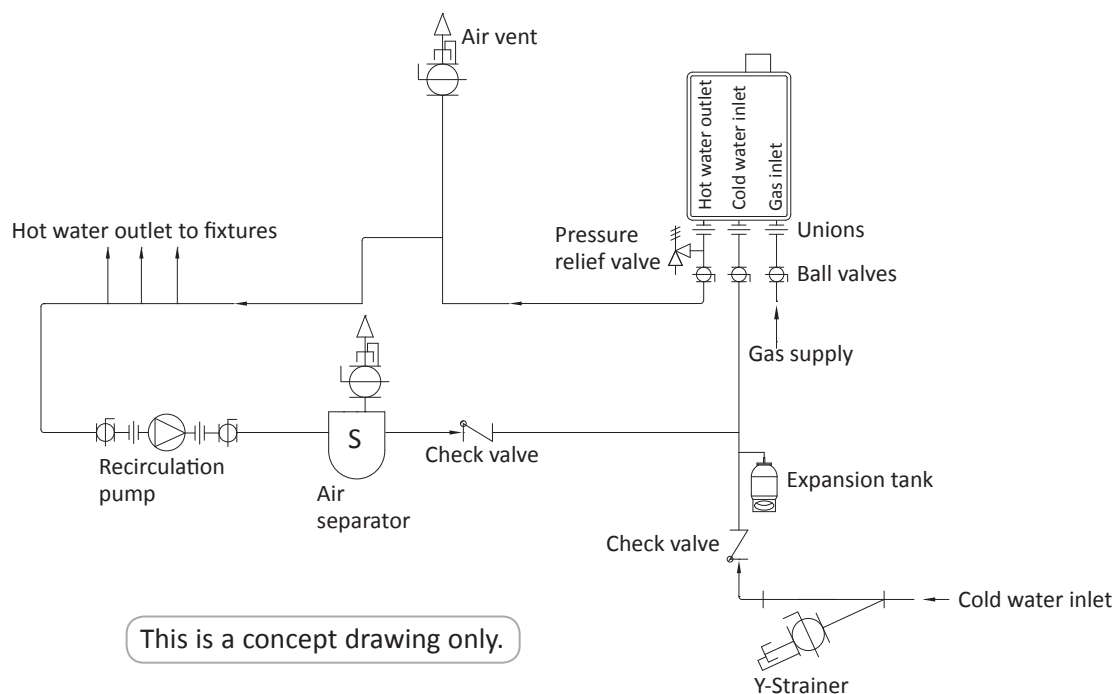 Air vent
Hot water outlet
Cold water inlet
Gas inlet
Hot water outlet to fixtures
Pressure
relief valve
Unions
Ball valves
Gas supply
S
Recirculation
pump
Air
separator
Check valve
Expansion tank
Check valve
Cold water inlet
This is a concept drawing only.
Y-Strainer